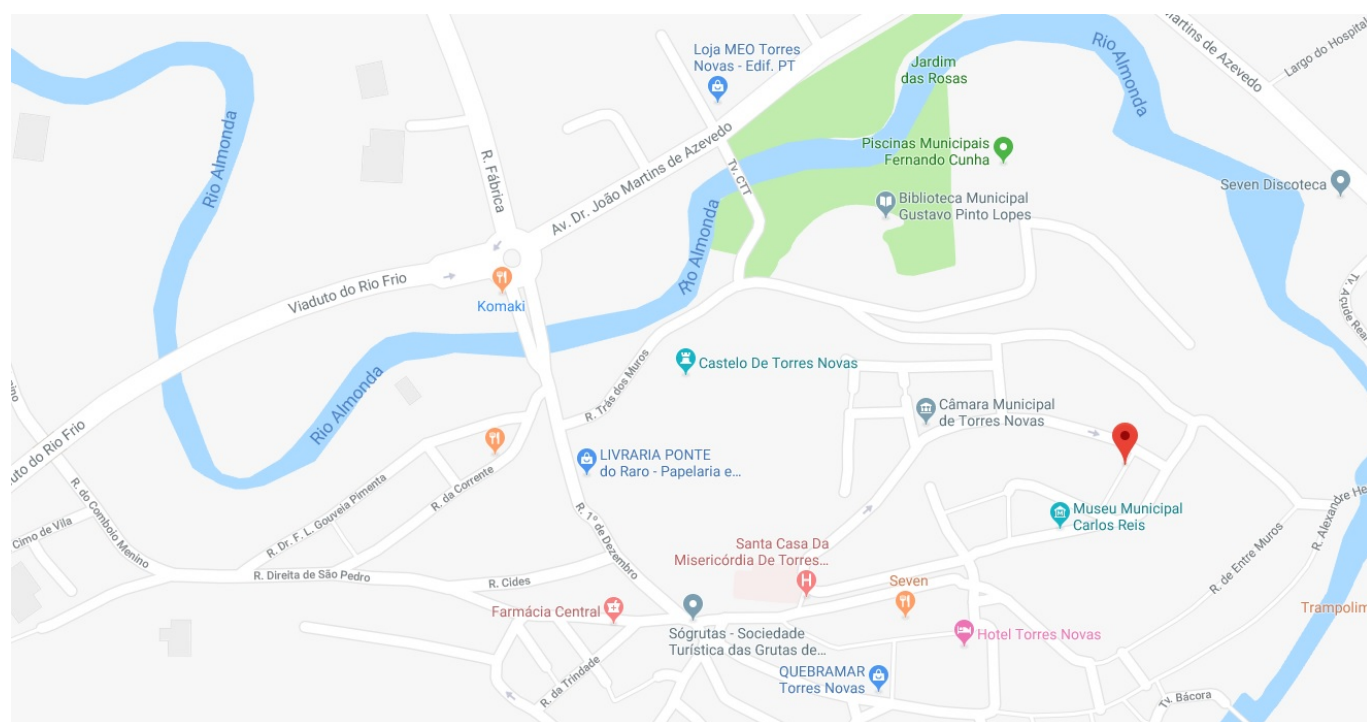 Loja MEO Torres
Novas - Edif. PT
Jardim
das Rosas
Rio Almonda
Martins de Azevedo
Largo do Hospital
Rio Almonda
R. Fábrica
Av. Dr. João Martins de Azevedo
Tv. CTT
Piscinas Municipais
Fernando Cunha
Seven Discoteca
Biblioteca Municipal
Gustavo Pinto Lopes
Rio Almonda
Viaduto do Rio Frio
Komaki
Tv. Açude Real
Castelo De Torres Novas
R. Trás dos Muros
Rio Almonda
Câmara Municipal
de Torres Novas
uto do Rio Frio
LIVRARIA PONTE
do Raro - Papelaria e...
R. do Comboio Menino
Cimo de Vila
R. Dr. F. L. Gouveia Pimenta
R. da Corrente
R. 1º de Dezembro
Museu Municipal
Carlos Reis
R. Alexandre He
R. de Entre Muros
Santa Casa Da
Misericórdia De Torres...
R. Direita de São Pedro
R. Cides
Seven
Farmácia Central
Trampolim
Sógrutas - Sociedade
Turística das Grutas de...
Hotel Torres Novas
R. da Trindade
QUEBRAMAR
Torres Novas
Tv. Bácora